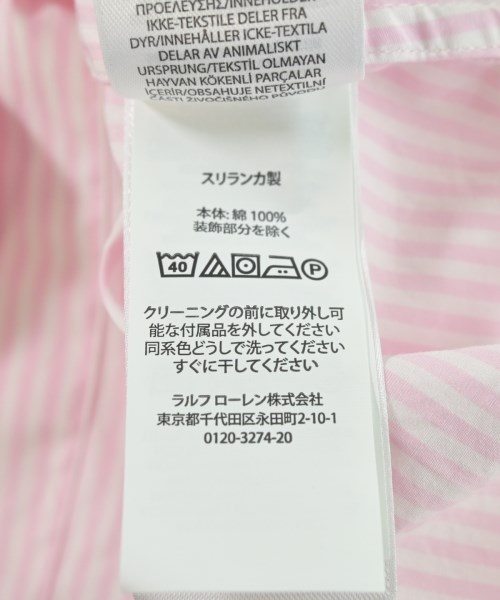 ΠΡΟΕΛΕΥΣΗΣ/INNEHOLDER
IKKE-TEKSTILE DELER FRA
DYR/INNEHÅLLER ICKE-TEXTILA
DELAR AV ANIMALISKT
URSPRUNG/TEKSTİL OLMAYAN
HAYVAN KÖKENLİ PARÇALAR
İÇERİR/OBSAHUJE NETEXTILNÍ
ČÁSTI ŽIVOČIŠNÉHO PŮVODU
スリランカ製
本体: 綿 100%
装飾部分を除く
40 P
クリーニングの前に取り外し可
能な付属品を外してください
同系色どうしで洗ってください
すぐに干してください
ラルフ ローレン株式会社
東京都千代田区永田町2-10-1
0120-3274-20